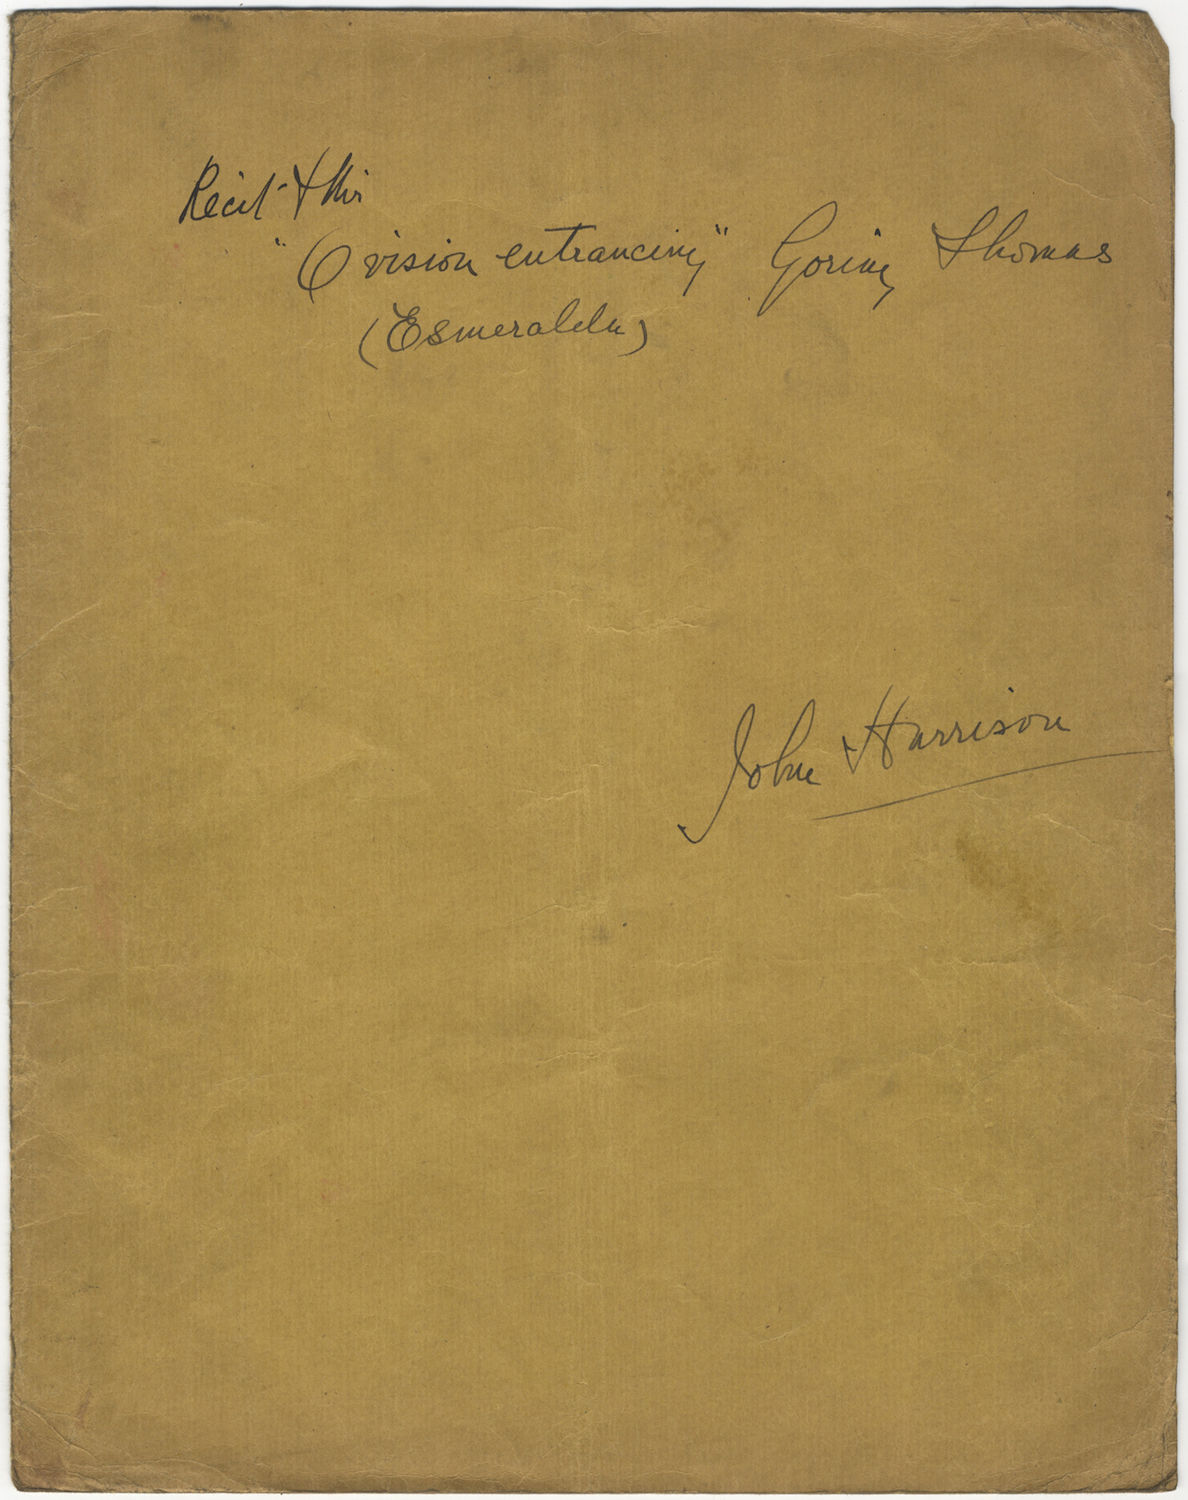 Recit & Air
"O vision entrancing" Goring Thomas
(Esmeralda)
John Harrison